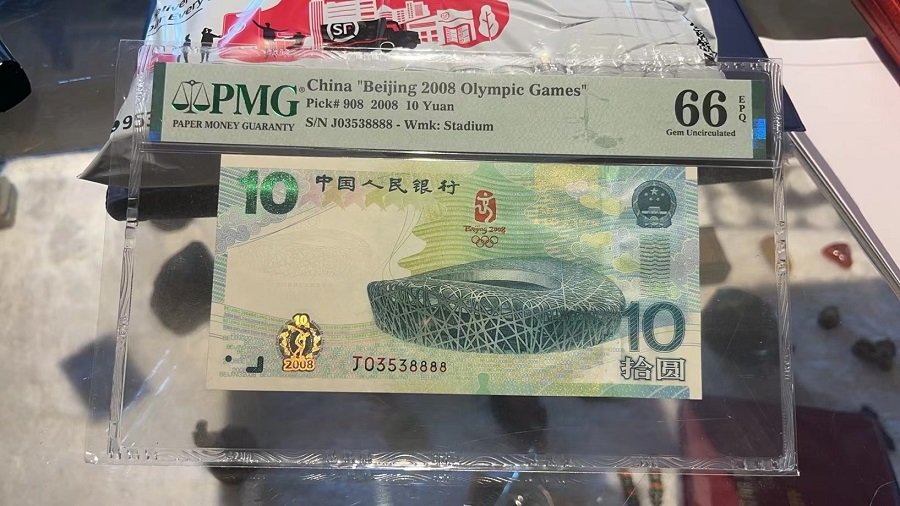 SF
PMG
PAPER MONEY GUARANTY
China "Beijing 2008 Olympic Games"
Pick# 908 2008 10 Yuan
S/N J03538888 - Wmk: Stadium
66
EPQ
Gem Uncirculated
10
中国人民银行
Beijing 2008
10
2008
J03538888
10
拾圆